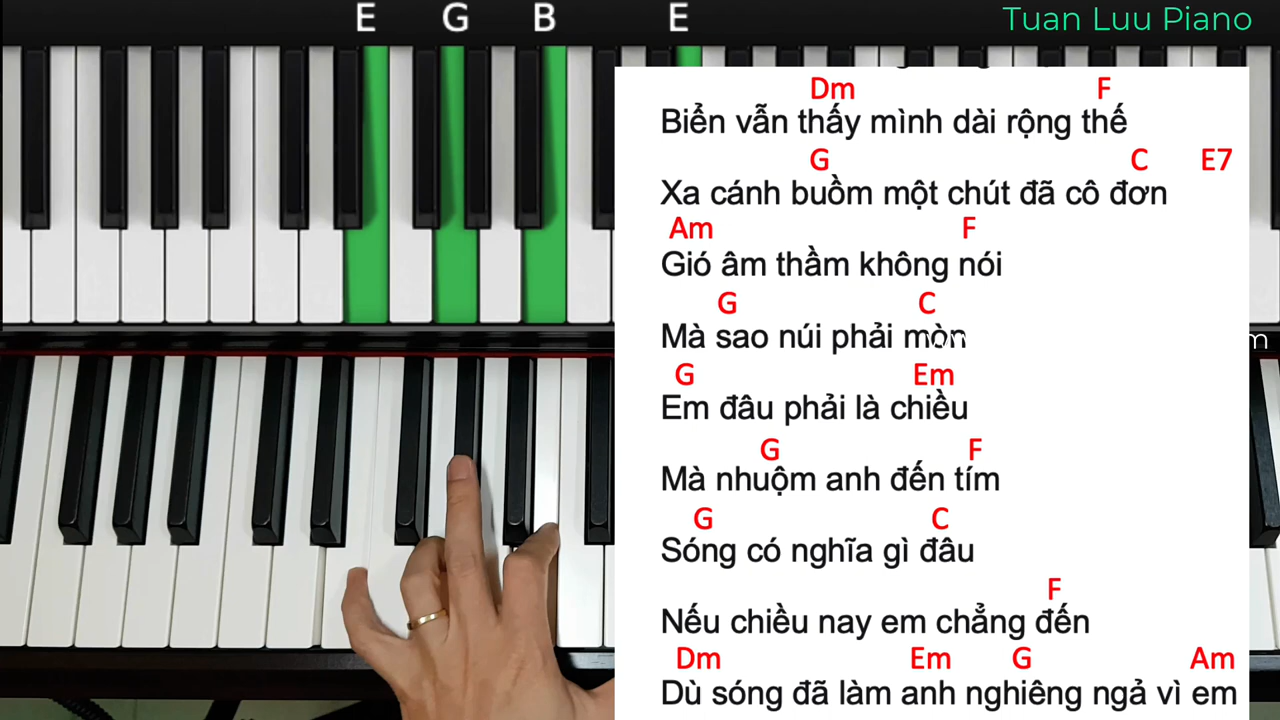 E G B E
Tuan Luu Piano
Dm F
Biển vẫn thấy mình dài rộng thế
G C E7
Xa cánh buồm một chút đã cô đơn
Am F
Gió âm thầm không nói
G C
Mà sao núi phải mòn
G Em
Em đâu phải là chiều
G F
Mà nhuộm anh đến tím
G C
Sóng có nghĩa gì đâu
F
Nếu chiều nay em chẳng đến
Dm Em G Am
Dù sóng đã làm anh nghiêng ngả vì em